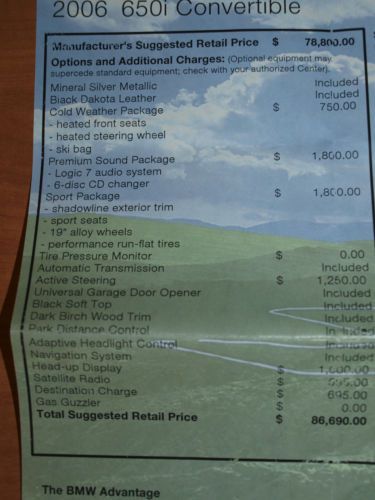 2006 650i Convertible
Manufacturer's Suggested Retail Price $ 78,800.00
Options and Additional Charges: (Optional equipment may
supercede standard equipment; check with your authorized Center).
Mineral Silver Metallic Included
Black Dakota Leather Included
Cold Weather Package $ 750.00
- heated front seats
- heated steering wheel
- ski bag
Premium Sound Package $ 1,800.00
- Logic 7 audio system
- 6-disc CD changer
Sport Package $ 1,800.00
- shadowline exterior trim
- sport seats
- 19" alloy wheels
- performance run-flat tires
Tire Pressure Monitor $ 0.00
Automatic Transmission Included
Active Steering $ 1,250.00
Universal Garage Door Opener Included
Black Soft Top Included
Dark Birch Wood Trim Included
Park Distance Control Included
Adaptive Headlight Control Included
Navigation System Included
Head-up Display $ 1,000.00
Satellite Radio $ 595.00
Destination Charge $ 695.00
Gas Guzzler $ 0.00
Total Suggested Retail Price $ 86,690.00
The BMW Advantage